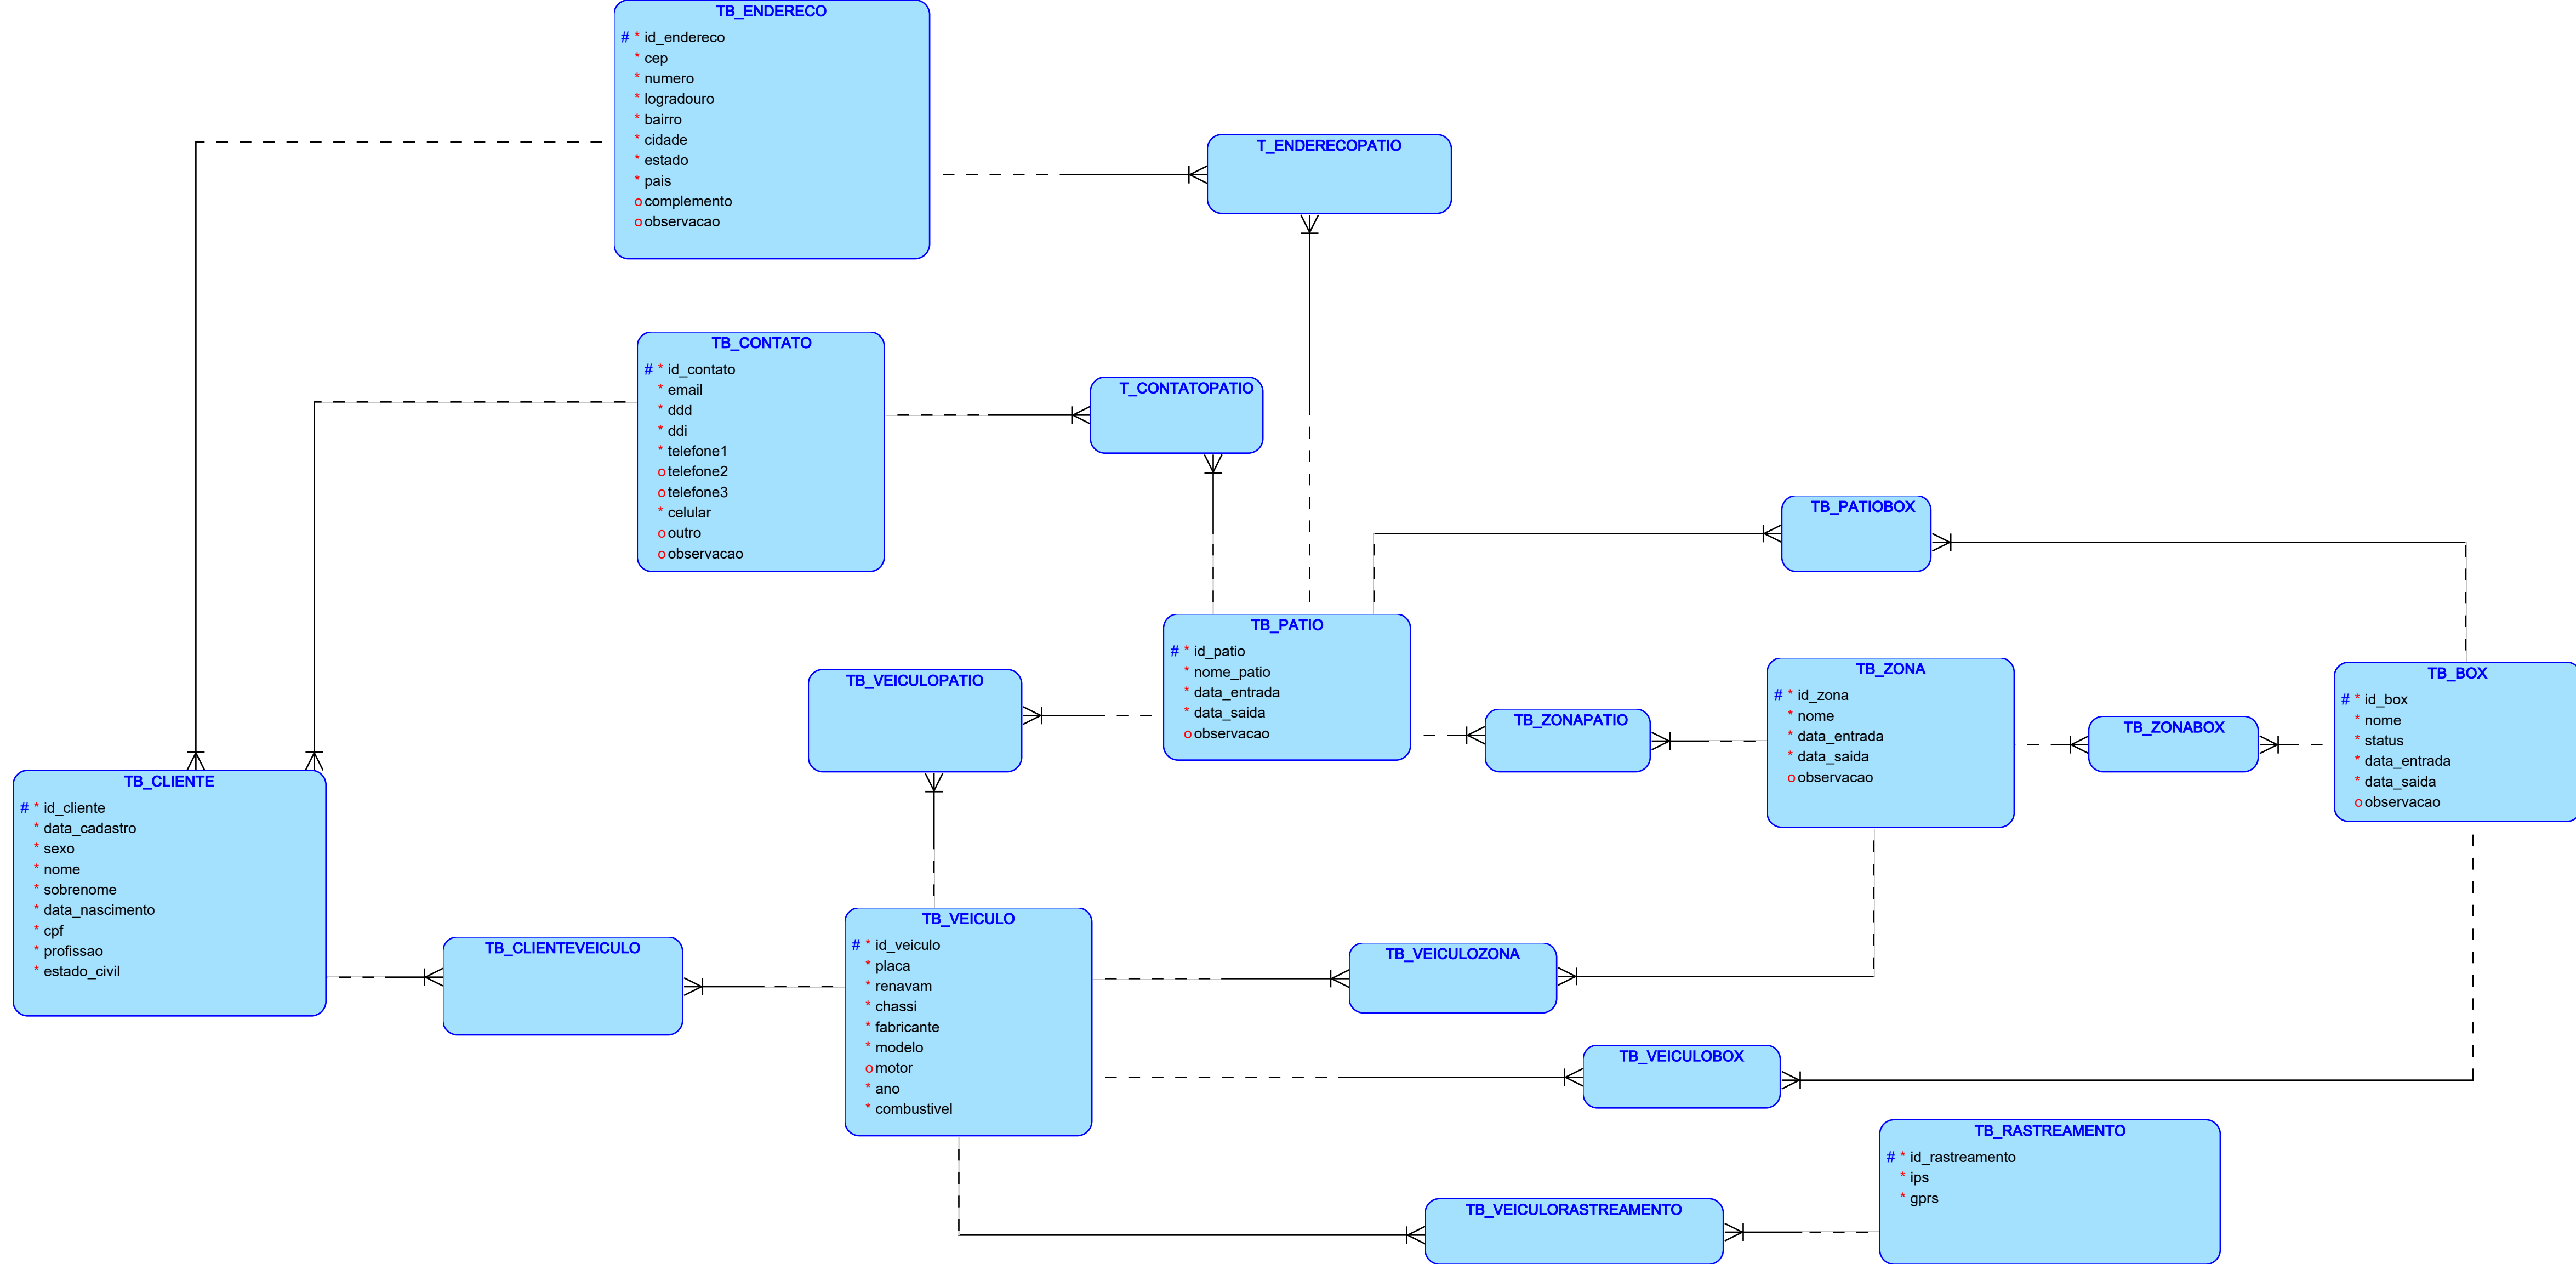 TB_ENDERECO
# * id_endereco
* cep
* numero
* logradouro
* bairro
* cidade
* estado
* pais
o complemento
o observacao
T_ENDERECOPATIO
TB_CONTATO
# * id_contato
* email
* ddd
* ddi
* telefone1
o telefone2
o telefone3
* celular
o outro
o observacao
T_CONTATOPATIO
TB_PATIOBOX
TB_PATIO
# * id_patio
* nome_patio
* data_entrada
* data_saida
o observacao
TB_VEICULOPATIO
TB_ZONAPATIO
TB_ZONA
# * id_zona
* nome
* data_entrada
* data_saida
o observacao
TB_ZONABOX
TB_BOX
# * id_box
* nome
* status
* data_entrada
* data_saida
o observacao
TB_CLIENTE
# * id_cliente
* data_cadastro
* sexo
* nome
* sobrenome
* data_nascimento
* cpf
* profissao
* estado_civil
TB_CLIENTEVEICULO
TB_VEICULO
# * id_veiculo
* placa
* renavam
* chassi
* fabricante
* modelo
o motor
* ano
* combustivel
TB_VEICULOZONA
TB_VEICULOBOX
TB_RASTREAMENTO
# * id_rastreamento
* ips
* gprs
TB_VEICULORASTREAMENTO